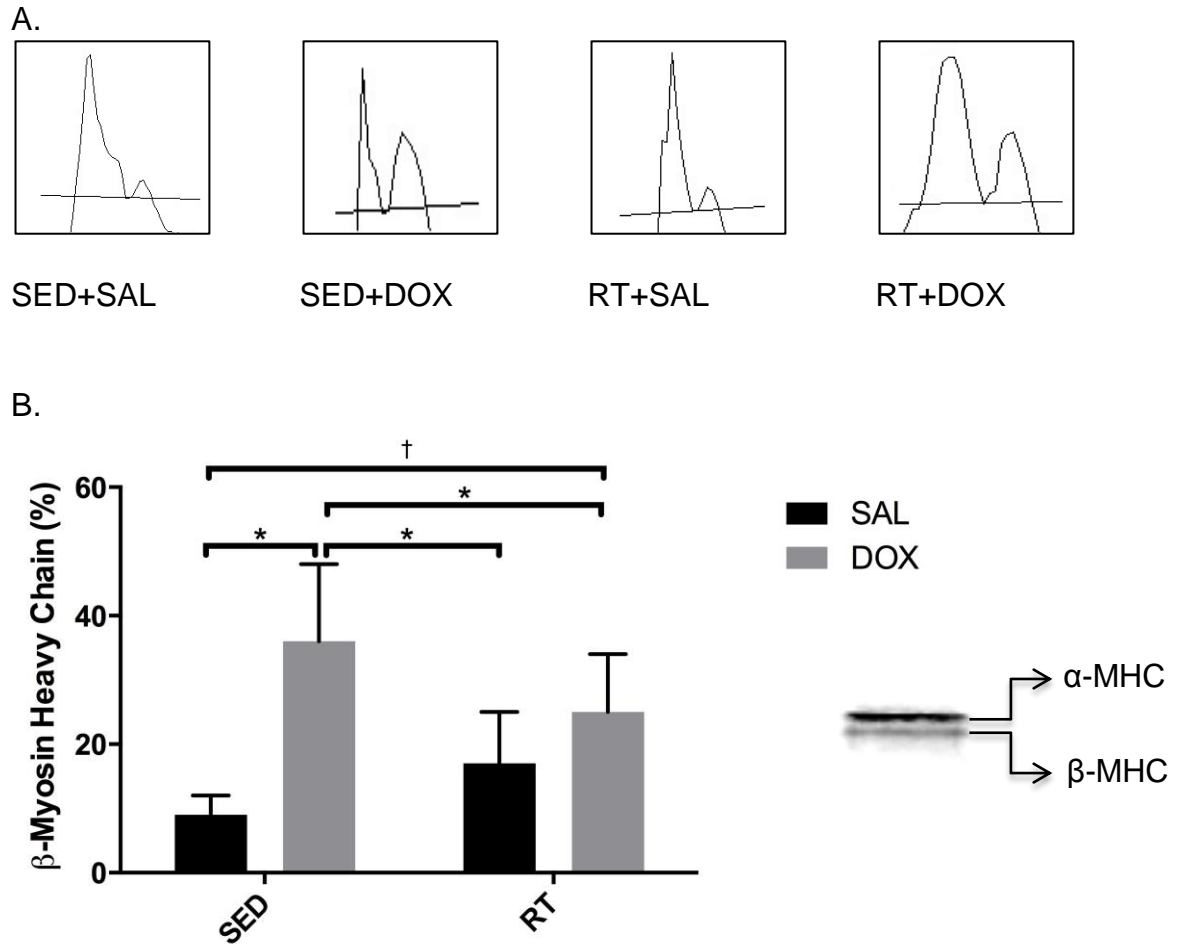 A.
SED+SAL
SED+DOX
RT+SAL
RT+DOX
B.
†
*
*
*
β-Myosin Heavy Chain (%)
60
40
20
0
SED
RT
SAL
DOX
α-MHC
β-MHC